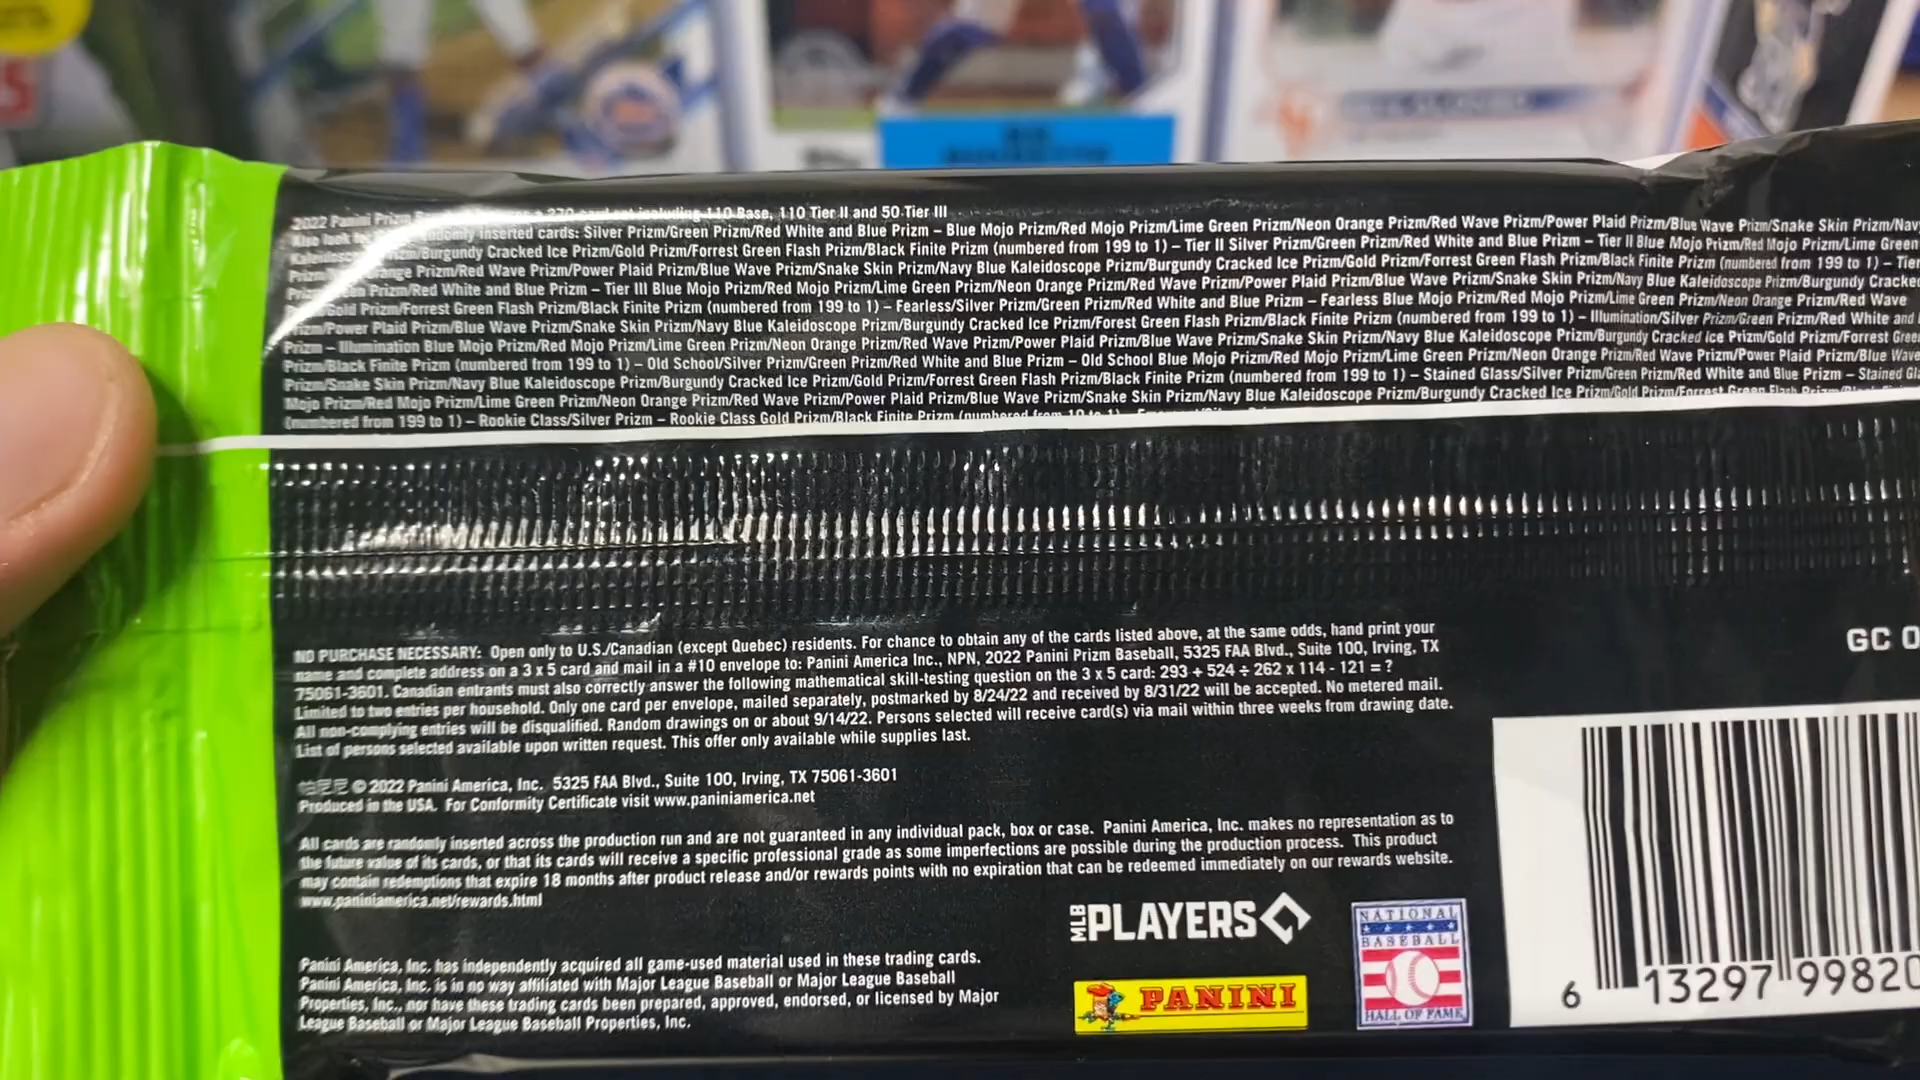 2022 Panini Prizm 270 card set including 110 Base, 110 Tier II and 50 Tier III
Also look for randomly inserted cards: Silver Prizm/Green Prizm/Red White and Blue Prizm – Blue Mojo Prizm/Red Mojo Prizm/Lime Green Prizm/Neon Orange Prizm/Red Wave Prizm/Power Plaid Prizm/Blue Wave Prizm/Snake Skin Prizm/Navy
Prizm/Burgundy Cracked Ice Prizm/Gold Prizm/Forrest Green Flash Prizm/Black Finite Prizm (numbered from 199 to 1) – Tier II Silver Prizm/Green Prizm/Red White and Blue Prizm – Tier II Blue Mojo Prizm/Red Mojo Prizm/Lime Green
Orange Prizm/Red Wave Prizm/Power Plaid Prizm/Blue Wave Prizm/Snake Skin Prizm/Navy Blue Kaleidoscope Prizm/Burgundy Cracked Ice Prizm/Gold Prizm/Forrest Green Flash Prizm/Black Finite Prizm (numbered from 199 to 1) – Tier
Prizm/Red White and Blue Prizm – Tier III Blue Mojo Prizm/Red Mojo Prizm/Lime Green Prizm/Neon Orange Prizm/Red Wave Prizm/Power Plaid Prizm/Blue Wave Prizm/Snake Skin Prizm/Navy Blue Kaleidoscope Prizm/Burgundy Cracked
Gold Prizm/Forrest Green Flash Prizm/Black Finite Prizm (numbered from 199 to 1) – Fearless/Silver Prizm/Green Prizm/Red White and Blue Prizm – Fearless Blue Mojo Prizm/Red Mojo Prizm/Lime Green Prizm/Neon Orange Prizm/Red Wave
Prizm/Power Plaid Prizm/Blue Wave Prizm/Snake Skin Prizm/Navy Blue Kaleidoscope Prizm/Burgundy Cracked Ice Prizm/Forest Green Flash Prizm/Black Finite Prizm (numbered from 199 to 1) – Illumination/Silver Prizm/Green Prizm/Red White and
Prizm – Illumination Blue Mojo Prizm/Red Mojo Prizm/Lime Green Prizm/Neon Orange Prizm/Red Wave Prizm/Power Plaid Prizm/Blue Wave Prizm/Snake Skin Prizm/Navy Blue Kaleidoscope Prizm/Burgundy Cracked Ice Prizm/Gold Prizm/Forrest Green
Prizm/Black Finite Prizm (numbered from 199 to 1) – Old School/Silver Prizm/Green Prizm/Red White and Blue Prizm – Old School Blue Mojo Prizm/Red Mojo Prizm/Lime Green Prizm/Neon Orange Prizm/Red Wave Prizm/Power Plaid Prizm/Blue Wave
Prizm/Snake Skin Prizm/Navy Blue Kaleidoscope Prizm/Burgundy Cracked Ice Prizm/Gold Prizm/Forrest Green Flash Prizm/Black Finite Prizm (numbered from 199 to 1) – Stained Glass/Silver Prizm/Green Prizm/Red White and Blue Prizm – Stained
Mojo Prizm/Red Mojo Prizm/Lime Green Prizm/Neon Orange Prizm/Red Wave Prizm/Power Plaid Prizm/Blue Wave Prizm/Snake Skin Prizm/Navy Blue Kaleidoscope Prizm/Burgundy Cracked Ice Prizm/Gold Prizm/Forrest Green Flash
(numbered from 199 to 1) – Rookie Class/Silver Prizm – Rookie Class Gold Prizm/Black Finite Prizm (numbered from 10 to 1)
NO PURCHASE NECESSARY: Open only to U.S./Canadian (except Quebec) residents. For chance to obtain any of the cards listed above, at the same odds, hand print your
name and complete address on a 3 x 5 card and mail in a #10 envelope to: Panini America Inc., NPN, 2022 Panini Prizm Baseball, 5325 FAA Blvd., Suite 100, Irving, TX
75061-3601. Canadian entrants must also correctly answer the following mathematical skill-testing question on the 3 x 5 card: 293 + 524 ÷ 262 x 114 - 121 = ?
Limited to two entries per household. Only one card per envelope, mailed separately, postmarked by 8/24/22 and received by 8/31/22 will be accepted. No metered mail.
All non-complying entries will be disqualified. Random drawings on or about 9/14/22. Persons selected will receive card(s) via mail within three weeks from drawing date.
List of persons selected available upon written request. This offer only available while supplies last.
© 2022 Panini America, Inc. 5325 FAA Blvd., Suite 100, Irving, TX 75061-3601
Produced in the USA. For Conformity Certificate visit www.paniniamerica.net
All cards are randomly inserted across the production run and are not guaranteed in any individual pack, box or case. Panini America, Inc. makes no representation as to
the future value of its cards, or that its cards will receive a specific professional grade as some imperfections are possible during the production process. This product
may contain redemptions that expire 18 months after product release and/or rewards points with no expiration that can be redeemed immediately on our rewards website.
www.paniniamerica.net/rewards.html
Panini America, Inc. has independently acquired all game-used material used in these trading cards.
Panini America, Inc. is in no way affiliated with Major League Baseball or Major League Baseball
Properties, Inc., nor have these trading cards been prepared, approved, endorsed, or licensed by Major
League Baseball or Major League Baseball Properties, Inc.
MLB PLAYERS
PANINI
NATIONAL
BASEBALL
HALL OF FAME
GC
6 13297 99820